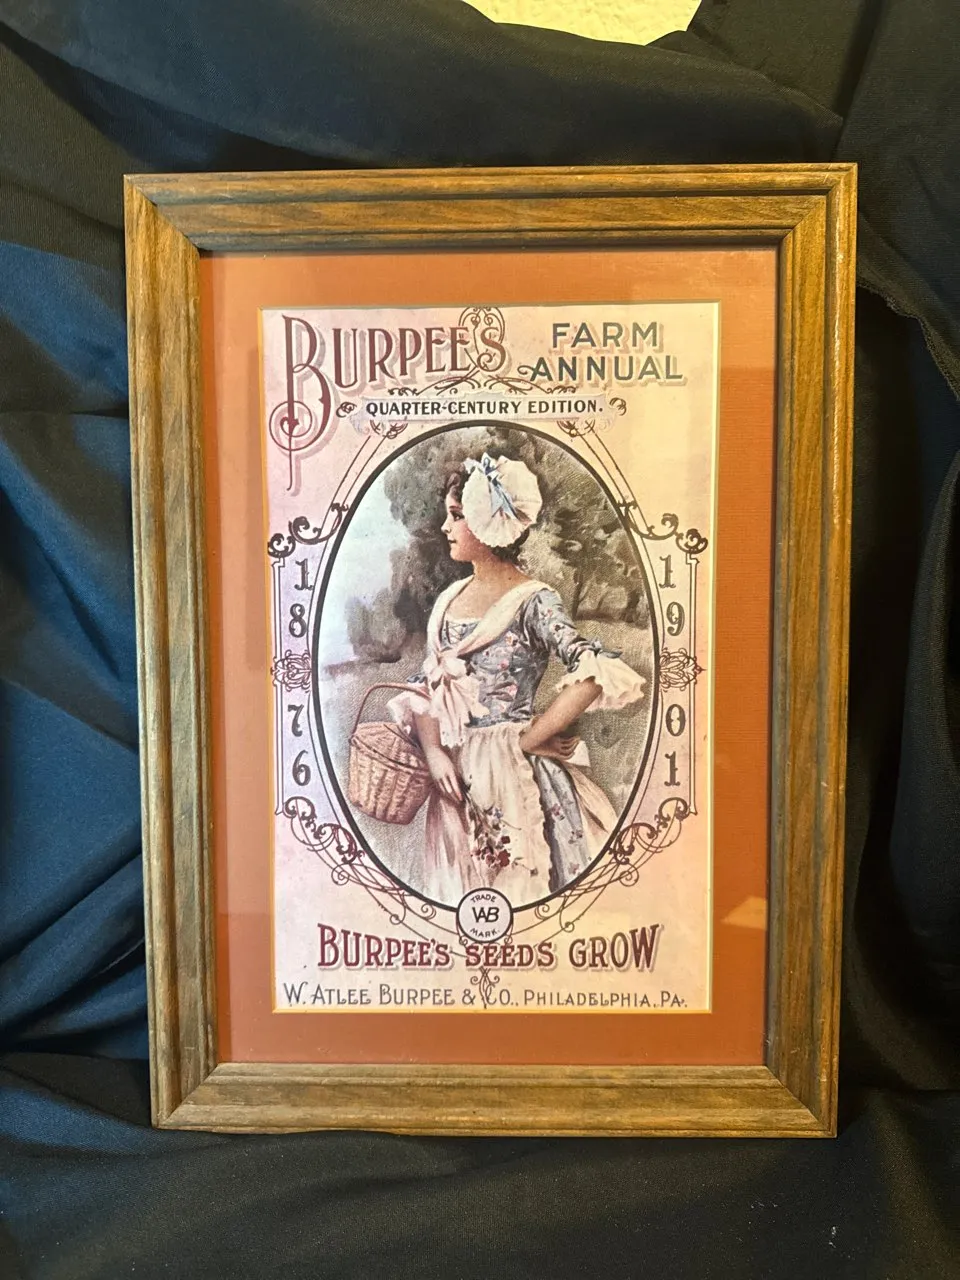 BURPEE'S FARM ANNUAL
QUARTER-CENTURY EDITION.
1876
1901
TRADE
WAB
MARK.
BURPEE'S SEEDS GROW
W. ATLEE BURPEE & CO., PHILADELPHIA, PA.